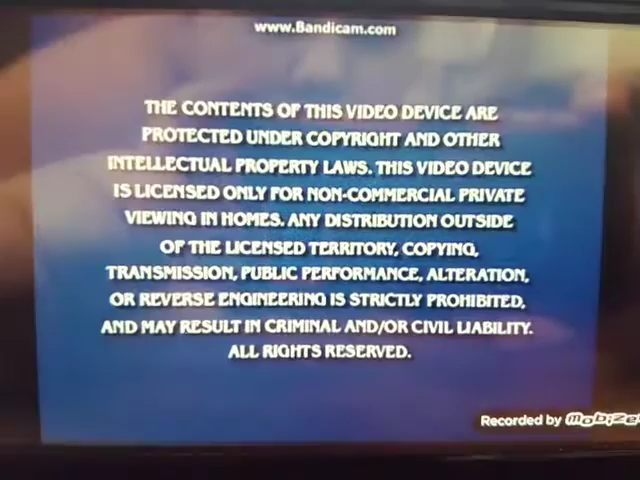 www.Bandicam.com
THE CONTENTS OF THIS VIDEO DEVICE ARE
PROTECTED UNDER COPYRIGHT AND OTHER
INTELLECTUAL PROPERTY LAWS. THIS VIDEO DEVICE
IS LICENSED ONLY FOR NON-COMMERCIAL PRIVATE
VIEWING IN HOMES. ANY DISTRIBUTION OUTSIDE
OF THE LICENSED TERRITORY, COPYING,
TRANSMISSION, PUBLIC PERFORMANCE, ALTERATION,
OR REVERSE ENGINEERING IS STRICTLY PROHIBITED,
AND MAY RESULT IN CRIMINAL AND/OR CIVIL LIABILITY.
ALL RIGHTS RESERVED.
Recorded by